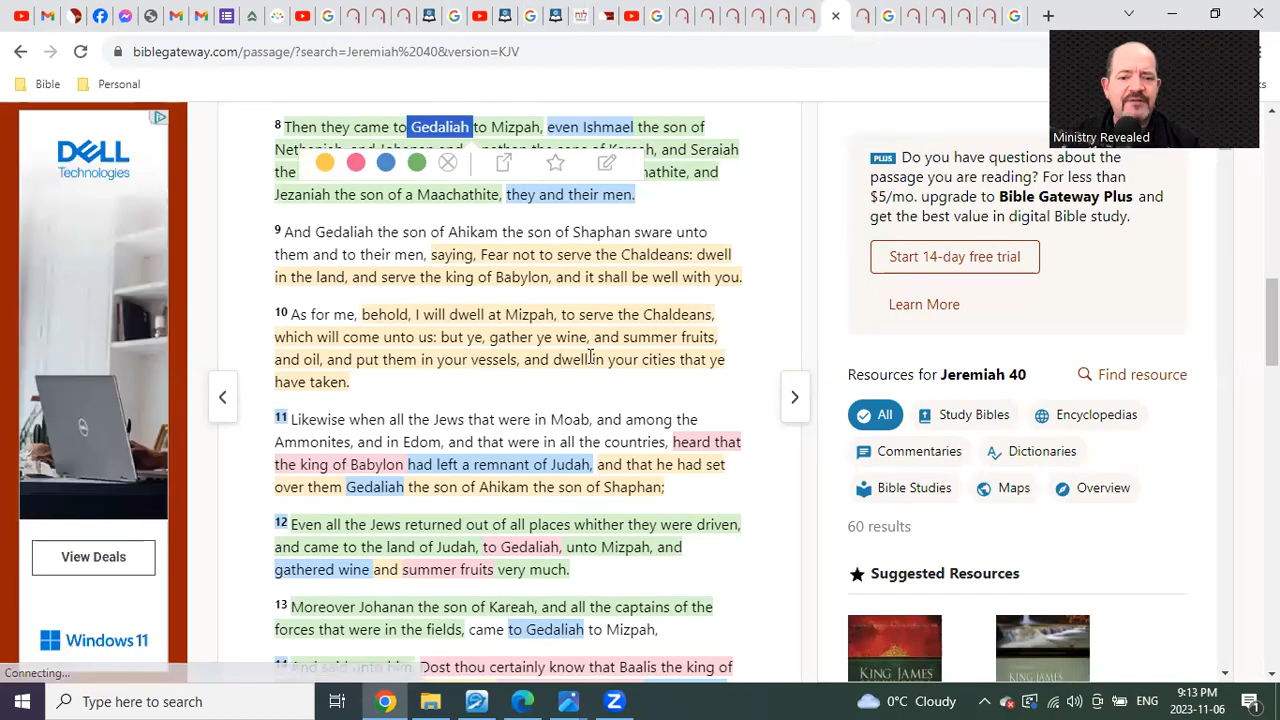 biblegateway.com/passage/?search=Jeremiah%2040&version=KJV
Bible
Personal
Ministry Revealed
DELL
Technologies
View Deals
Windows 11
8 Then they came to Gedaliah to Mizpah, even Ishmael the son of
and Seraiah
the
and
Jezaniah the son of a Maachathite, they and their men.
9 And Gedaliah the son of Ahikam the son of Shaphan sware unto
them and to their men, saying, Fear not to serve the Chaldeans: dwell
in the land, and serve the king of Babylon, and it shall be well with you.
10 As for me, behold, I will dwell at Mizpah, to serve the Chaldeans,
which will come unto us: but ye, gather ye wine, and summer fruits,
and oil, and put them in your vessels, and dwell in your cities that ye
have taken.
11 Likewise when all the Jews that were in Moab, and among the
Ammonites, and in Edom, and that were in all the countries, heard that
the king of Babylon had left a remnant of Judah, and that he had set
over them Gedaliah the son of Ahikam the son of Shaphan;
12 Even all the Jews returned out of all places whither they were driven,
and came to the land of Judah, to Gedaliah, unto Mizpah, and
gathered wine and summer fruits very much.
13 Moreover Johanan the son of Kareah, and all the captains of the
forces that were in the fields, came to Gedaliah to Mizpah,
14 And said unto him, Dost thou certainly know that Baalis the king of
PLUS Do you have questions about the
passage you are reading? For less than
$5/mo. upgrade to Bible Gateway Plus and
get the best value in digital Bible study.
Start 14-day free trial
Learn More
Resources for Jeremiah 40
Find resource
All
Study Bibles
Encyclopedias
Commentaries
Dictionaries
Bible Studies
Maps
Overview
60 results
Suggested Resources
KING JAMES
KING JAMES
Connecting...
Type here to search
0°C Cloudy
ENG
9:13 PM
2023-11-06
1